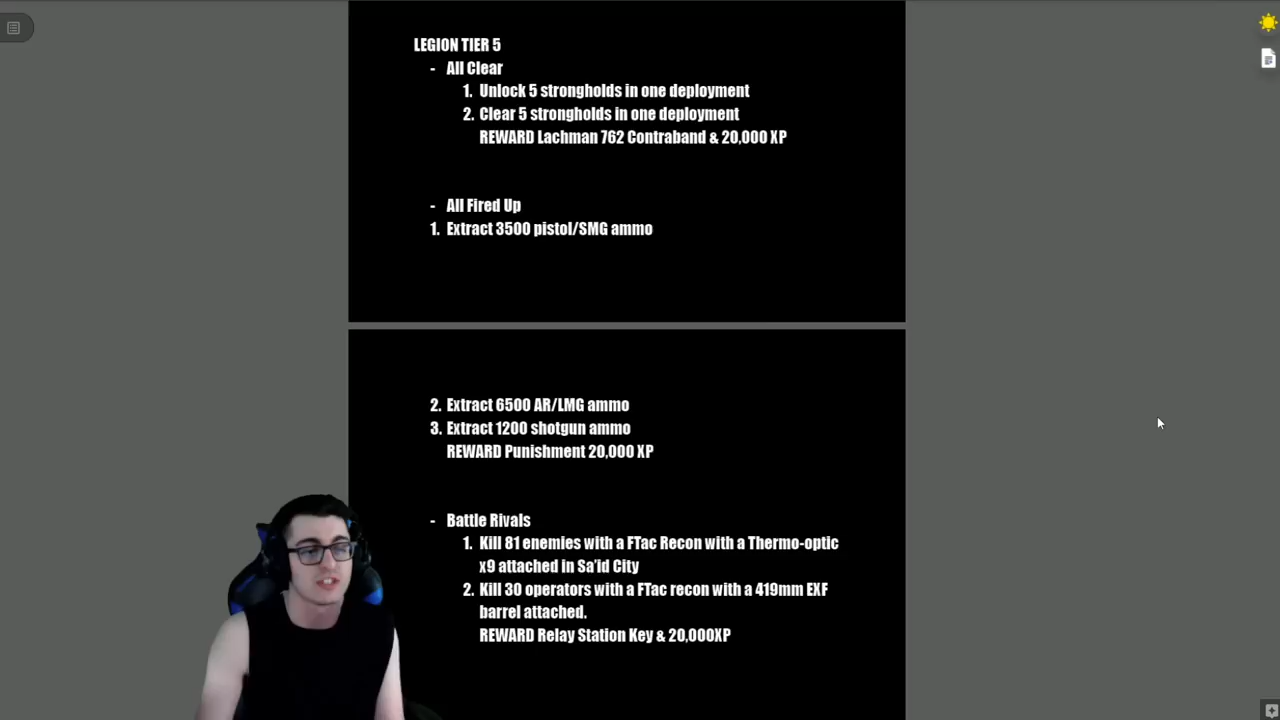 LEGION TIER 5
- All Clear
1. Unlock 5 strongholds in one deployment
2. Clear 5 strongholds in one deployment
REWARD Lachman 762 Contraband & 20,000 XP
- All Fired Up
1. Extract 3500 pistol/SMG ammo
2. Extract 6500 AR/LMG ammo
3. Extract 1200 shotgun ammo
REWARD Punishment 20,000 XP
- Battle Rivals
1. Kill 81 enemies with a FTac Recon with a Thermo-optic
x9 attached in Sa'id City
2. Kill 30 operators with a FTac recon with a 419mm EXF
barrel attached.
REWARD Relay Station Key & 20,000XP